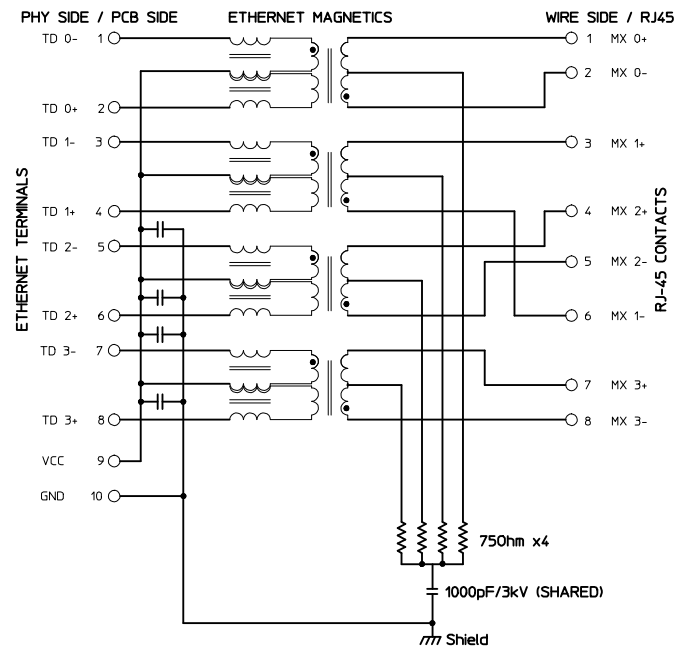 PHY SIDE / PCB SIDE ETHERNET MAGNETICS WIRE SIDE / RJ45
TD 0- 1 1 MX 0+
2 MX 0-
TD 0+ 2
TD 1- 3 3 MX 1+
TD 1+ 4 4 MX 2+
TD 2- 5
5 MX 2-
TD 2+ 6 6 MX 1-
TD 3- 7
7 MX 3+
TD 3+ 8 8 MX 3-
VCC 9
GND 10
ETHERNET TERMINALS
RJ-45 CONTACTS
75Ohm x4
1000pF/3kV (SHARED)
Shield